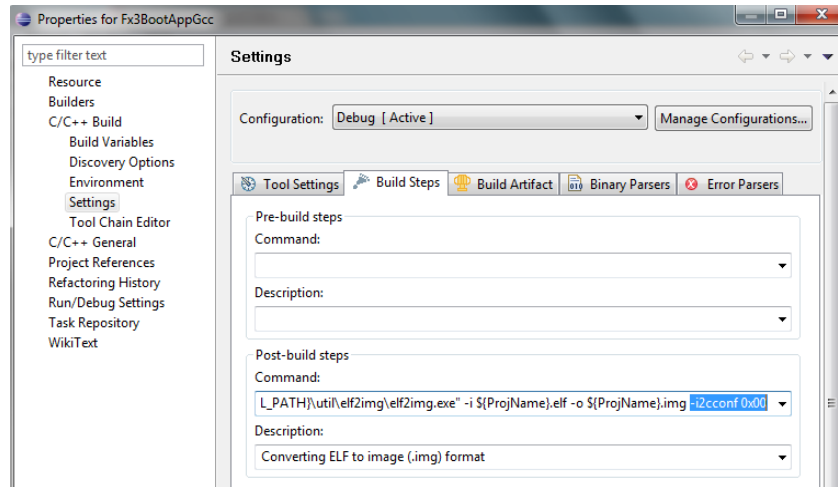 Properties for Fx3BootAppGcc
type filter text
Resource
Builders
C/C++ Build
Build Variables
Discovery Options
Environment
Settings
Tool Chain Editor
C/C++ General
Project References
Refactoring History
Run/Debug Settings
Task Repository
WikiText
Settings
Configuration: Debug [ Active ] Manage Configurations...
Tool Settings Build Steps Build Artifact Binary Parsers Error Parsers
Pre-build steps
Command:
Description:
Post-build steps
Command:
L_PATH}\util\elf2img\elf2img.exe" -i ${ProjName}.elf -o ${ProjName}.img -i2cconf 0x00
Description:
Converting ELF to image (.img) format